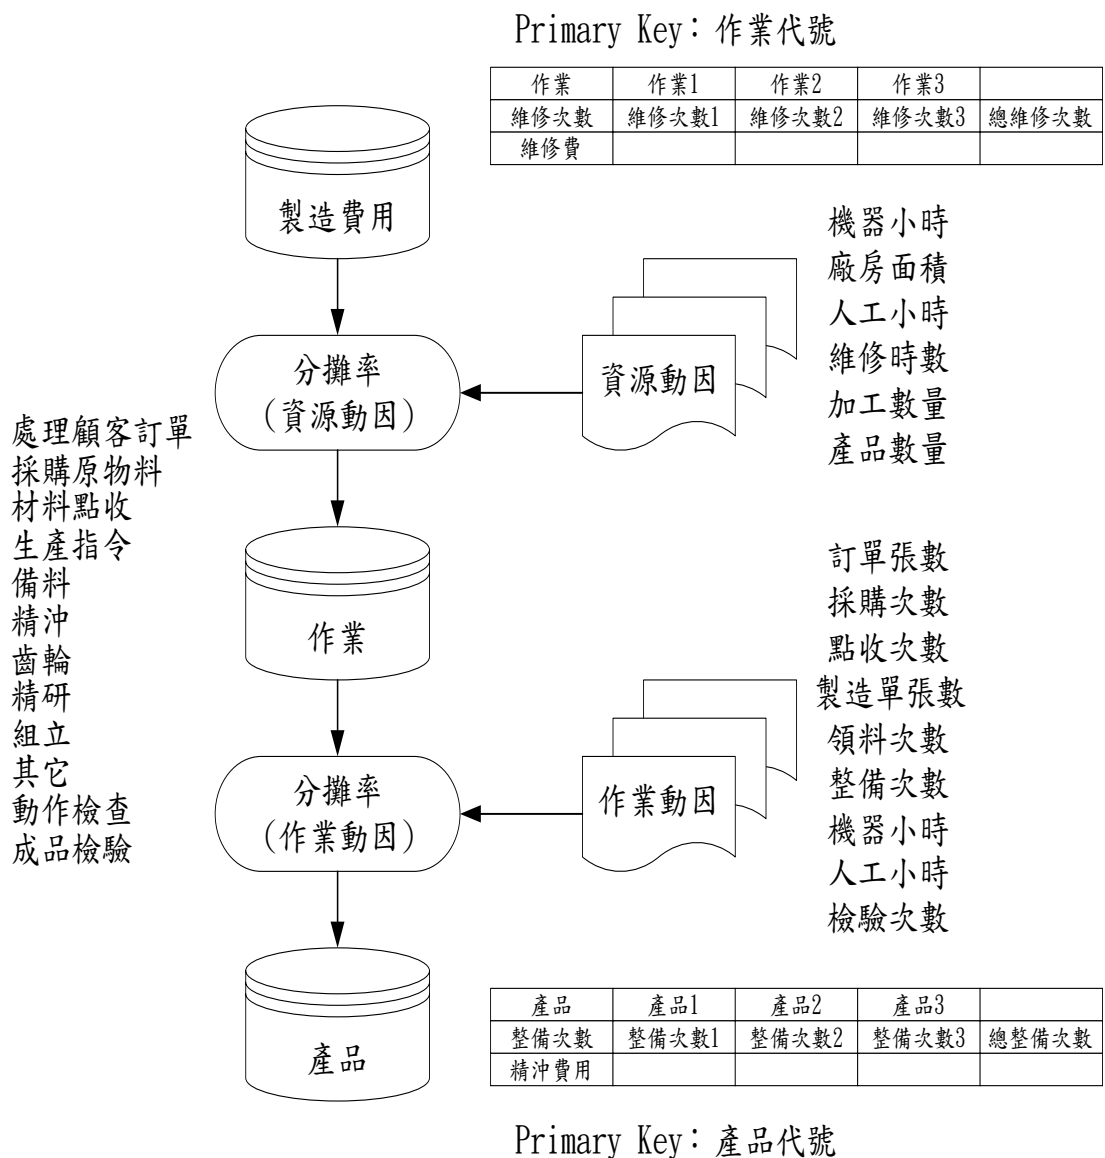 Primary Key: 作業代號
作業 作業1 作業2 作業3
維修次數 維修次數1 維修次數2 維修次數3 總維修次數
維修費
製造費用
機器小時
廠房面積
人工小時
維修時數
加工數量
產品數量
分攤率
(資源動因)
資源動因
處理顧客訂單
採購原物料
材料點收
生產指令
備料
精沖
齒輪
精研
組立
其它
動作檢查
成品檢驗
作業
訂單張數
採購次數
點收次數
製造單張數
領料次數
整備次數
機器小時
人工小時
檢驗次數
分攤率
(作業動因)
作業動因
產品
產品 產品1 產品2 產品3
整備次數 整備次數1 整備次數2 整備次數3 總整備次數
精沖費用
Primary Key: 產品代號